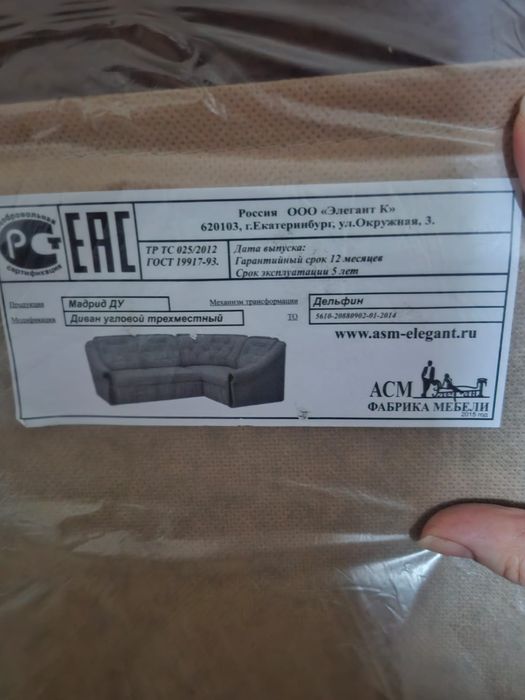 Россия ООО «Элегант К»
620103, г.Екатеринбург, ул.Окружная, 3.
добровольная
РСТ
сертификация
EAC
ТР ТС 025/2012
ГОСТ 19917-93.
Дата выпуска:
Гарантийный срок 12 месяцев
Срок эксплуатации 5 лет
Продукция Мадрид ДУ Механизм трансформации Дельфин
Модификация Диван угловой трехместный ТО 5610-20880902-01-2014
www.asm-elegant.ru
АСМ
элегант
ФАБРИКА МЕБЕЛИ
2015 год